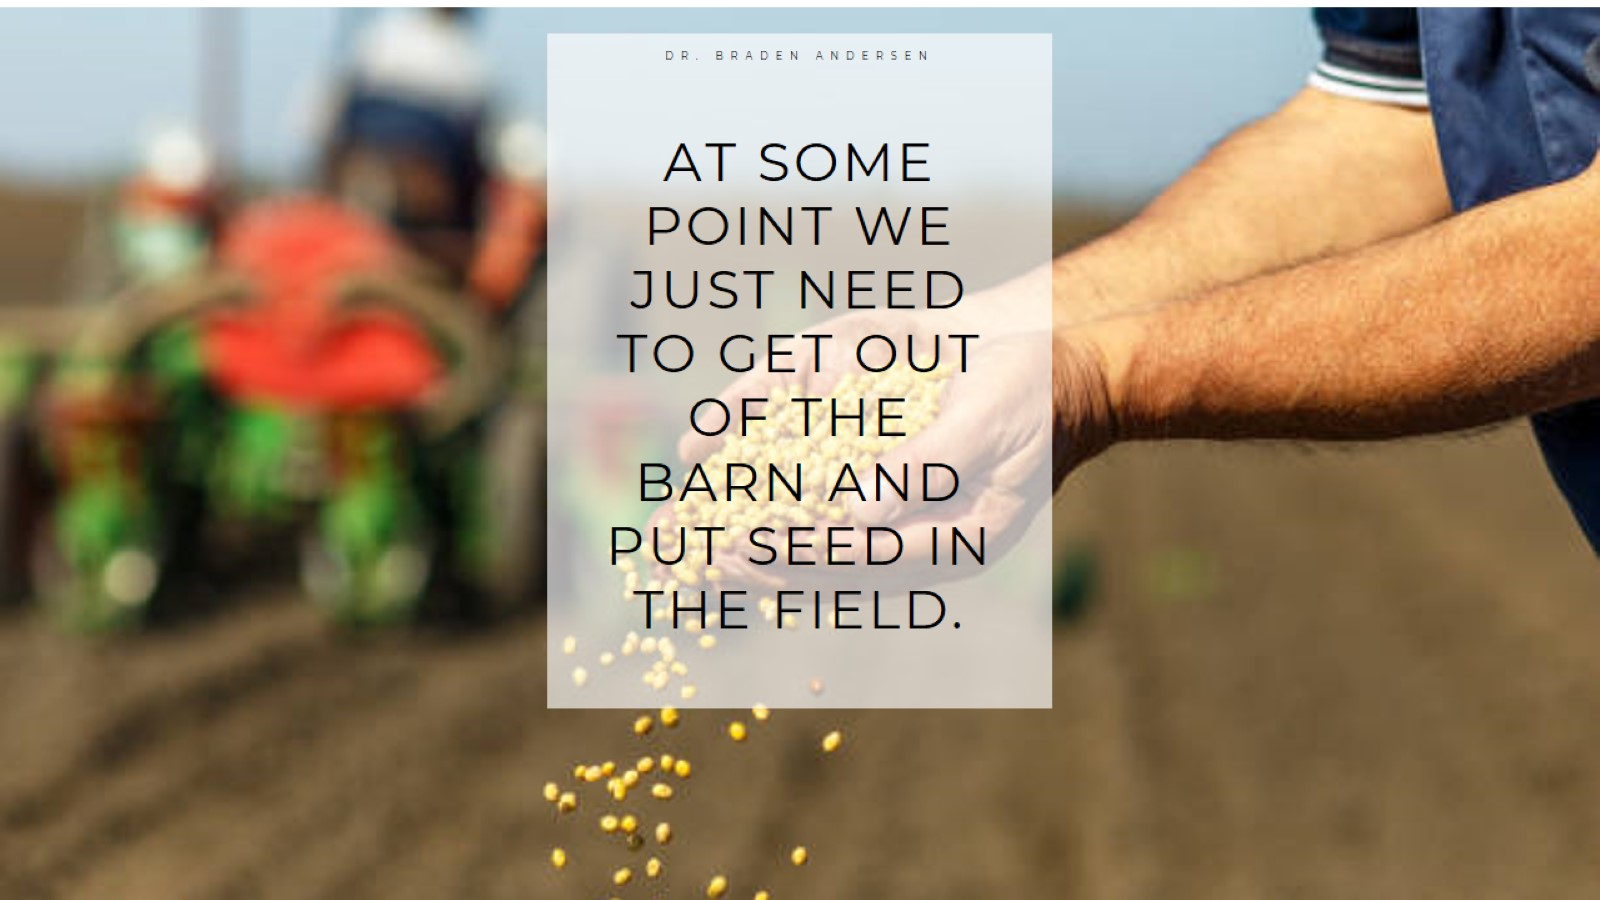 DR. BRADEN ANDERSEN
AT SOME
POINT WE
JUST NEED
TO GET OUT
OF THE
BARN AND
PUT SEED IN
THE FIELD.